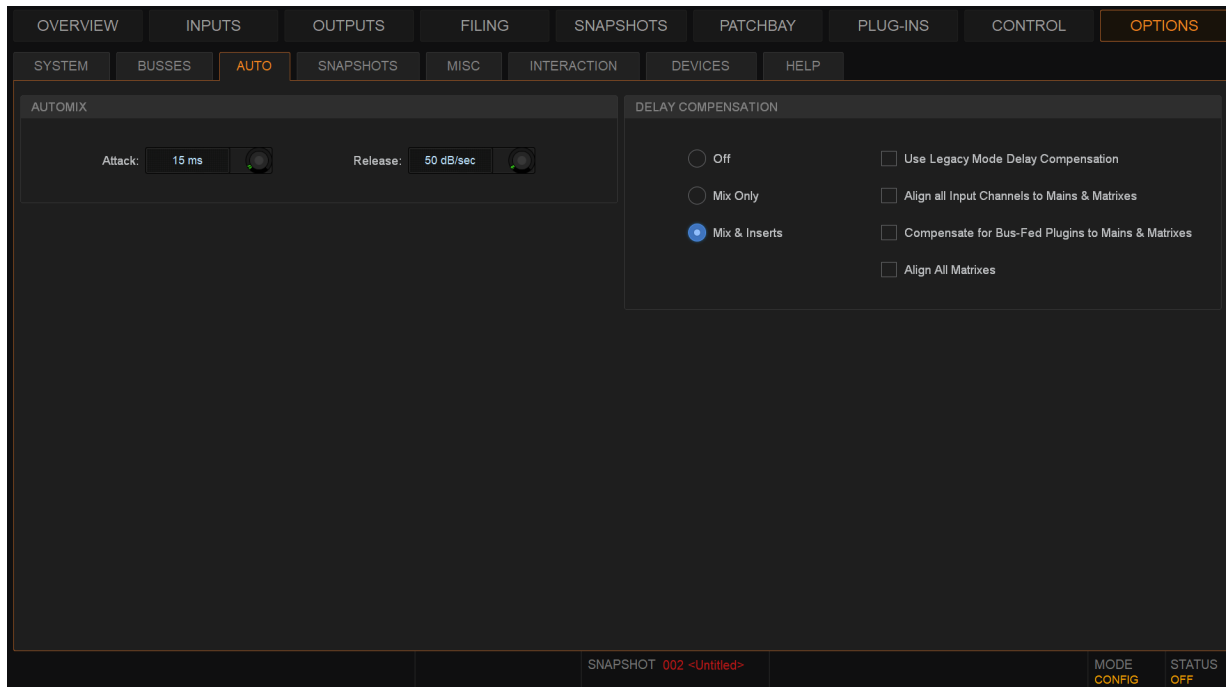 OVERVIEW INPUTS OUTPUTS FILING SNAPSHOTS PATCHBAY PLUG-INS CONTROL OPTIONS
SYSTEM BUSSES AUTO SNAPSHOTS MISC INTERACTION DEVICES HELP
AUTOMIX
Attack: 15 ms Release: 50 dB/sec
DELAY COMPENSATION
Off Use Legacy Mode Delay Compensation
Mix Only Align all Input Channels to Mains & Matrixes
Mix & Inserts Compensate for Bus-Fed Plugins to Mains & Matrixes
Align All Matrixes
SNAPSHOT 002 <Untitled> MODE STATUS
CONFIG OFF